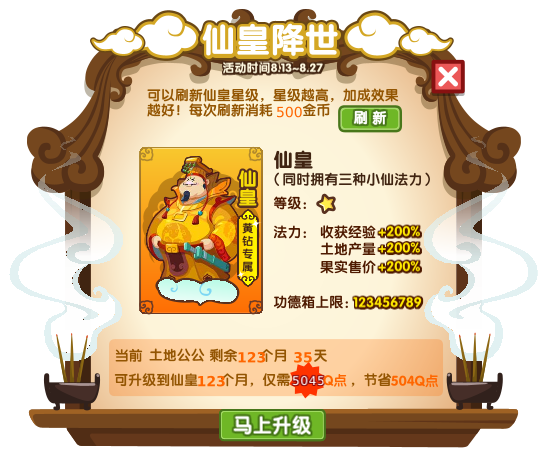 仙皇降世
活动时间8.13~8.27
可以刷新仙皇星级，星级越高，加成效果
越好！每次刷新消耗 500金币
刷 新
仙皇
（同时拥有三种小仙法力）
等级：
仙皇
黄钻专属
法力： 收获经验+200%
土地产量+200%
果实售价+200%
功德箱上限：123456789
当前 土地公公 剩余123个月 35天
可升级到仙皇123个月，仅需5045Q点 ，节省504Q点
马上升级